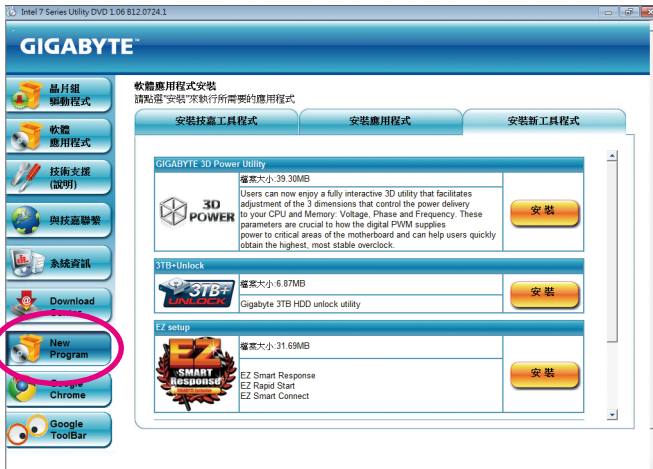 Intel 7 Series Utility DVD 1.06 B12.0724.1
GIGABYTE™
晶片組
驅動程式
軟體
應用程式
技術支援
(說明)
與技嘉聯繫
系統資訊
Download
New
Program
Google
Chrome
Google
ToolBar
軟體應用程式安裝
請點選"安裝"來執行所需要的應用程式
安裝技嘉工具程式
安裝應用程式
安裝新工具程式
GIGABYTE 3D Power Utility
3D
POWER
檔案大小:39.30MB
Users can now enjoy a fully interactive 3D utility that facilitates
adjustment of the 3 dimensions that control the power delivery
to your CPU and Memory: Voltage, Phase and Frequency. These
parameters are crucial to how the digital PWM supplies
power to critical areas of the motherboard and can help users quickly
obtain the highest, most stable overclock.
安裝
3TB+Unlock
3TB+
UNLOCK
檔案大小:6.87MB
Gigabyte 3TB HDD unlock utility
安裝
EZ setup
EZ
SMART
Response
檔案大小:31.69MB
EZ Smart Response
EZ Rapid Start
EZ Smart Connect
安裝